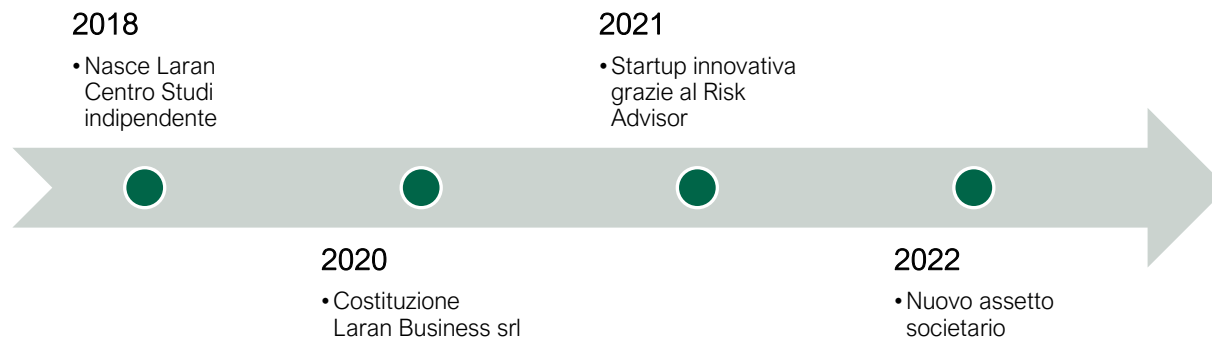 2018
• Nasce Laran
Centro Studi
indipendente
2020
• Costituzione
Laran Business srl
2021
• Startup innovativa
grazie al Risk
Advisor
2022
• Nuovo assetto
societario